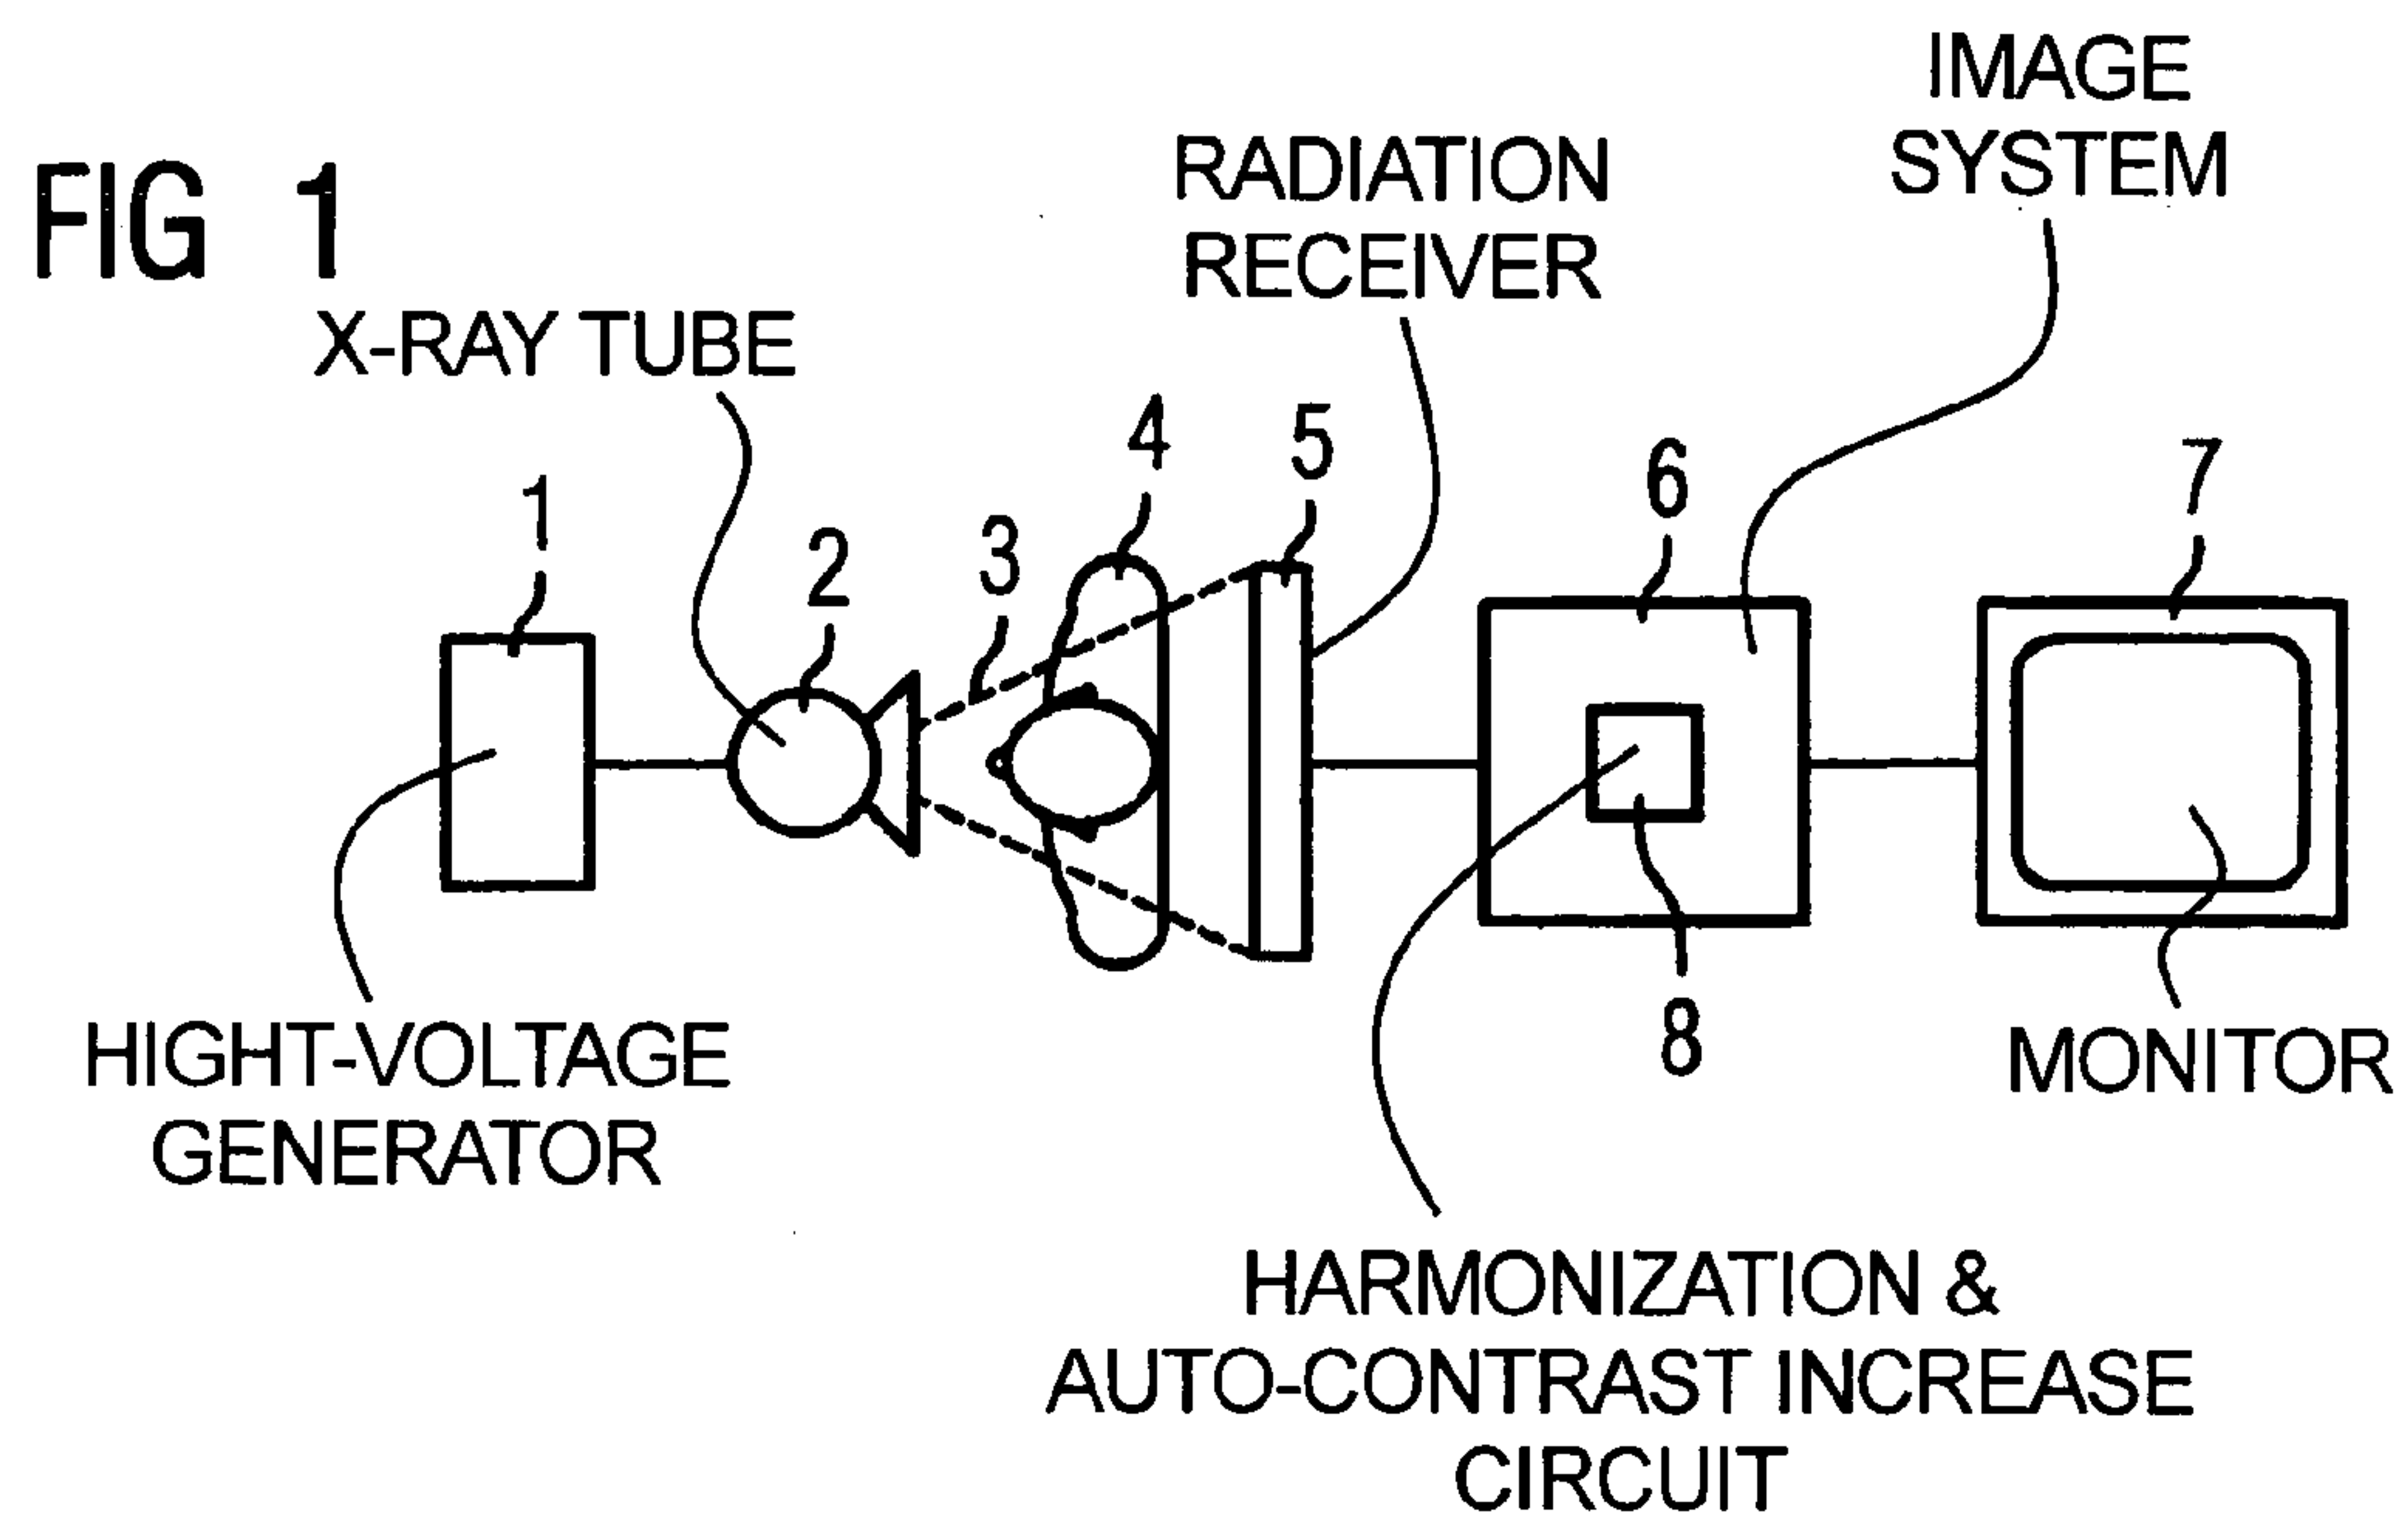 FIG 1
IMAGE
SYSTEM
RADIATION
RECEIVER
X-RAY TUBE
1
2
3
4
5
6
7
8
HIGHT-VOLTAGE
GENERATOR
MONITOR
HARMONIZATION &
AUTO-CONTRAST INCREASE
CIRCUIT